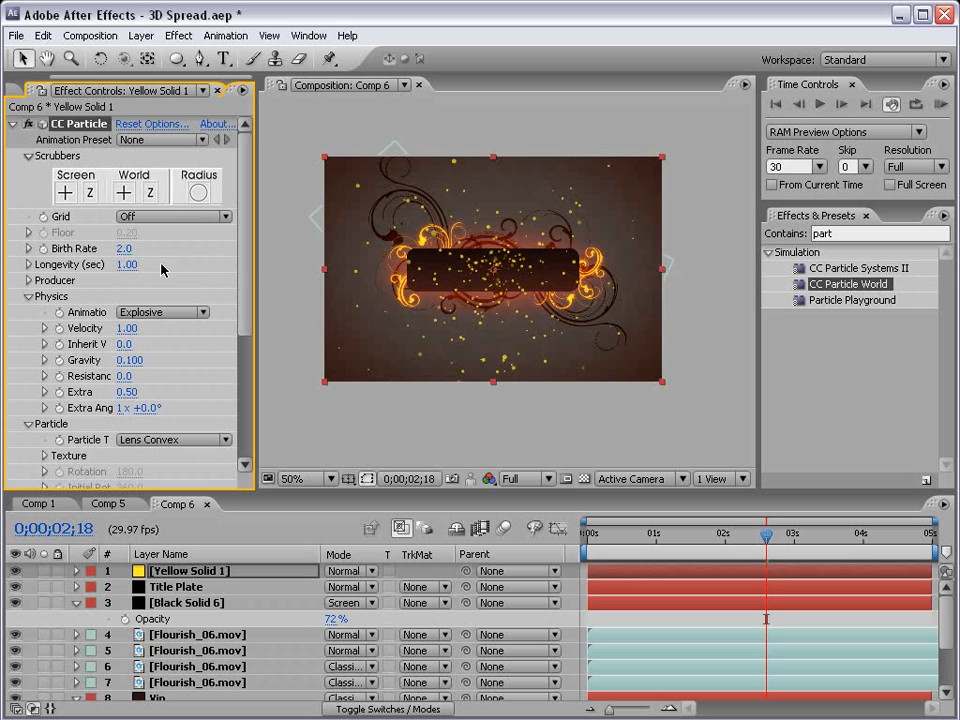 Adobe After Effects - 3D Spread.aep *
File Edit Composition Layer Effect Animation View Window Help
Workspace: Standard
Effect Controls: Yellow Solid 1
Comp 6 * Yellow Solid 1
fx CC Particle Reset Options... About...
Animation Preset None
Scrubbers
Screen World Radius
Z Z
Grid Off
Floor 0.20
Birth Rate 2.0
Longevity (sec) 1.00
Producer
Physics
Animatio Explosive
Velocity 1.00
Inherit V 0.0
Gravity 0.100
Resistanc 0.0
Extra 0.50
Extra Ang 1 x +0.0°
Particle
Particle T Lens Convex
Texture
Rotation 180.0
Composition: Comp 6
50% 0;00;02;18 Full Active Camera 1 View
Time Controls
RAM Preview Options
Frame Rate Skip Resolution
30 0 Full
From Current Time Full Screen
Effects & Presets
Contains: part
Simulation
CC Particle Systems II
CC Particle World
Particle Playground
Comp 1 Comp 5 Comp 6
0;00;02;18 (29.97 fps)
:00s 01s 02s 03s 04s 05s
# Layer Name Mode T TrkMat Parent
1 [Yellow Solid 1] Normal None
2 Title Plate Normal None None
3 [Black Solid 6] Screen None None
Opacity 72 %
4 [Flourish_06.mov] Normal None None
5 [Flourish_06.mov] Normal None None
6 [Flourish_06.mov] Classi... None None
7 [Flourish_06.mov] Classi... None None
8 Vip Classi... None None
Toggle Switches / Modes